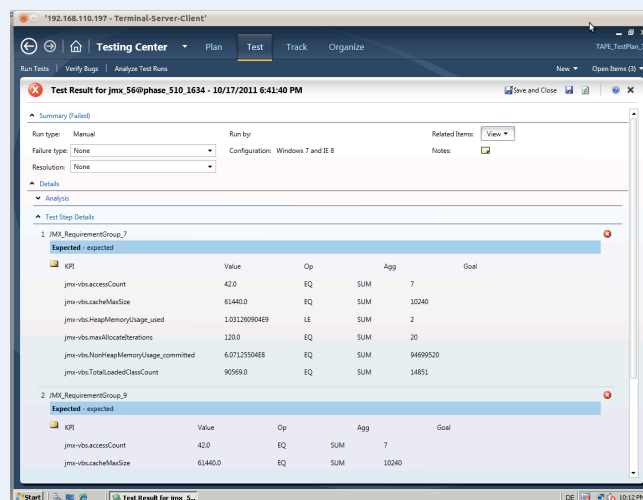 '192.168.110.197 - Terminal-Server-Client'
Testing Center Plan Test Track Organize TAPE_TestPlan_
Run Tests Verify Bugs Analyze Test Runs New Open Items (3)
Test Result for jmx_56@phase_510_1634 - 10/17/2011 6:41:40 PM Save and Close
Summary (Failed)
Run type: Manual Run by: Related Items: View
Failure type: None Configuration: Windows 7 and IE 8 Notes:
Resolution: None
Details
Analysis
Test Step Details
1 JMX_RequirementGroup_7
Expected - expected
KPI Value Op Agg Goal
jmx-vbs.accessCount 42.0 EQ SUM 7
jmx-vbs.cacheMaxSize 61440.0 EQ SUM 10240
jmx-vbs.HeapMemoryUsage_used 1.031260904E9 LE SUM 2
jmx-vbs.maxAllocateIterations 120.0 EQ SUM 20
jmx-vbs.NonHeapMemoryUsage_committed 6.07125504E8 EQ SUM 94699520
jmx-vbs.TotalLoadedClassCount 90569.0 EQ SUM 14851
2 JMX_RequirementGroup_9
Expected - expected
KPI Value Op Agg Goal
jmx-vbs.accessCount 42.0 EQ SUM 7
jmx-vbs.cacheMaxSize 61440.0 EQ SUM 10240
Start Test Result for jmx_5... DE